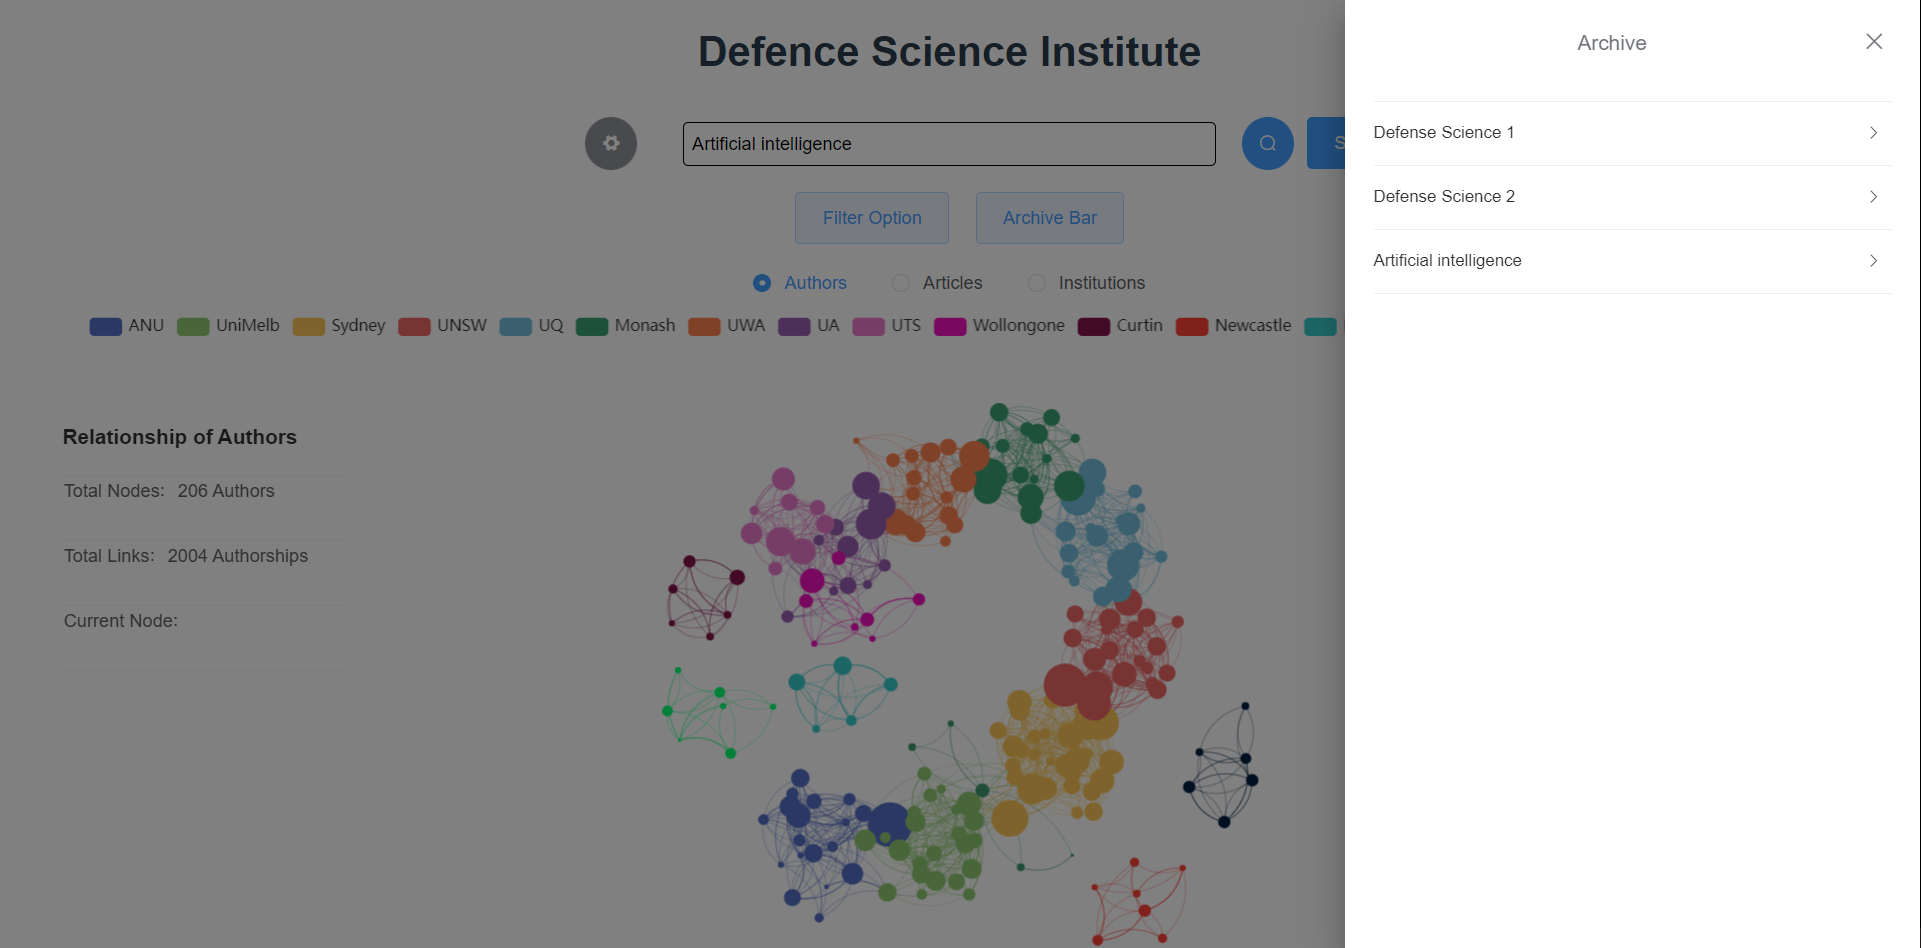 Defence Science Institute
Artificial intelligence
S
Filter Option
Archive Bar
Authors
Articles
Institutions
ANU UniMelb Sydney UNSW UQ Monash UWA UA UTS Wollongone Curtin Newcastle
Relationship of Authors
Total Nodes: 206 Authors
Total Links: 2004 Authorships
Current Node:
Archive
Defense Science 1
Defense Science 2
Artificial intelligence